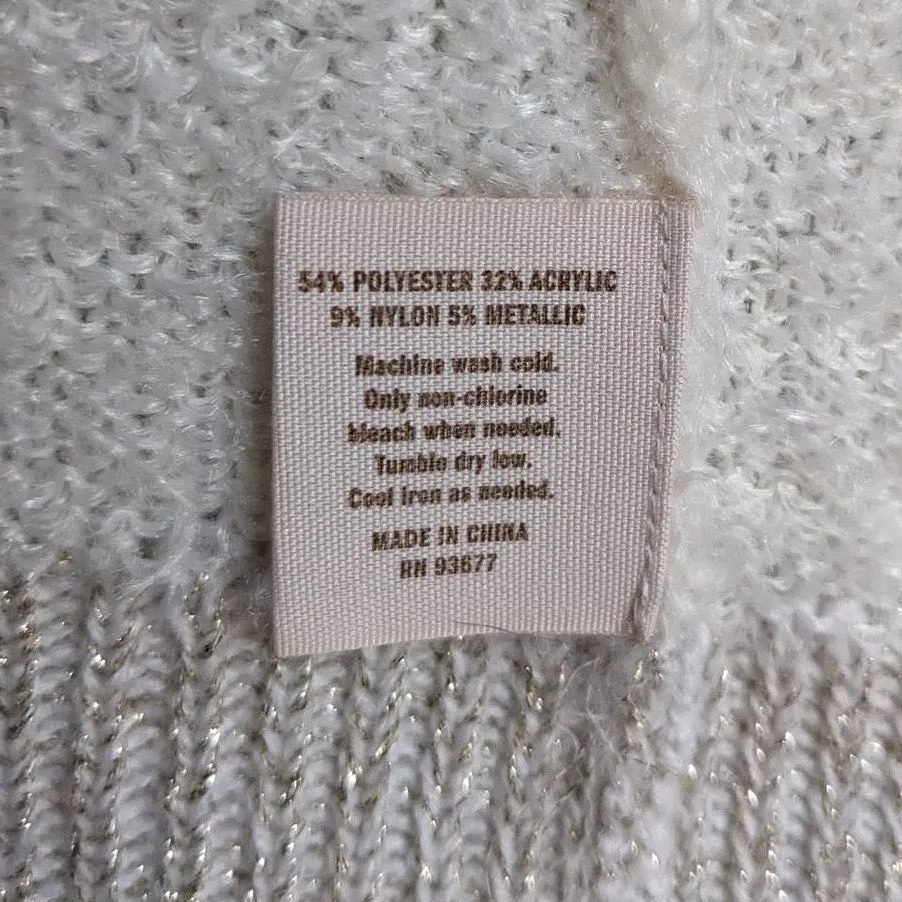 54% POLYESTER 32% ACRYLIC
9% NYLON 5% METALLIC
Machine wash cold.
Only non-chlorine
bleach when needed.
Tumble dry low.
Cool iron as needed.
MADE IN CHINA
RN 93677